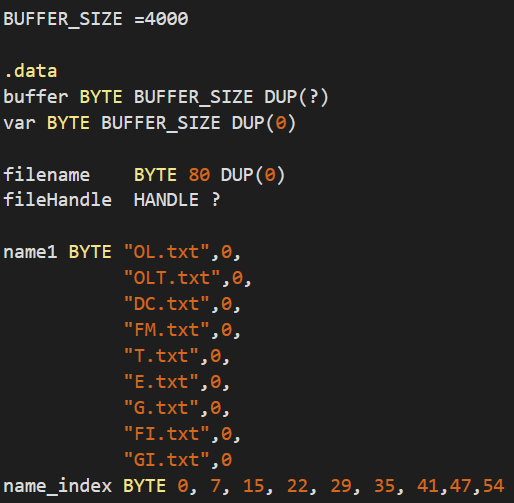 BUFFER_SIZE =4000
.data
buffer BYTE BUFFER_SIZE DUP(?)
var BYTE BUFFER_SIZE DUP(0)
filename    BYTE 80 DUP(0)
fileHandle  HANDLE ?
name1 BYTE "OL.txt",0,
           "OLT.txt",0,
           "DC.txt",0,
           "FM.txt",0,
           "T.txt",0,
           "E.txt",0,
           "G.txt",0,
           "FI.txt",0,
           "GI.txt",0
name_index BYTE 0, 7, 15, 22, 29, 35, 41,47,54